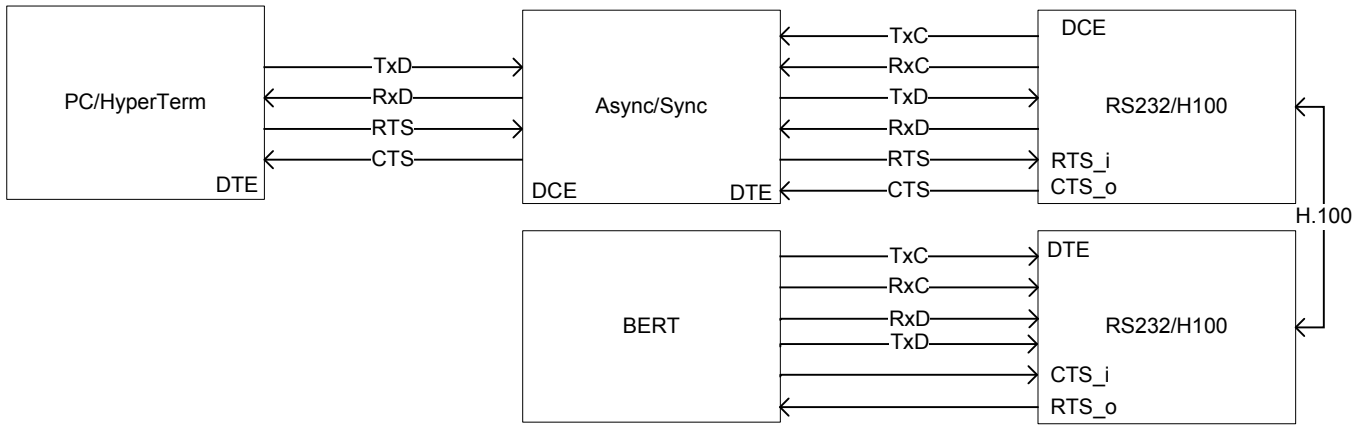 DCE
TxC
TxD
RxC
PC/HyperTerm
RxD
Async/Sync
TxD
RS232/H100
RTS
RxD
CTS
RTS
RTS_i
DTE
DCE
DTE
CTS
CTS_o
H.100
TxC
DTE
RxC
BERT
RxD
RS232/H100
TxD
CTS_i
RTS_o